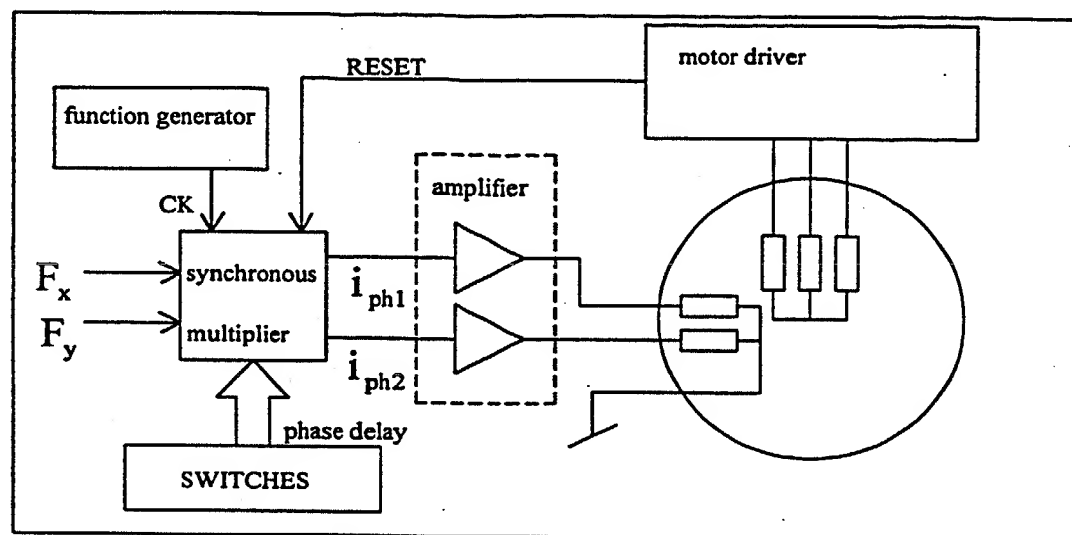 motor driver
RESET
function generator
amplifier
CK
F_x
synchronous
i_ph1
F_y
multiplier
i_ph2
phase delay
SWITCHES